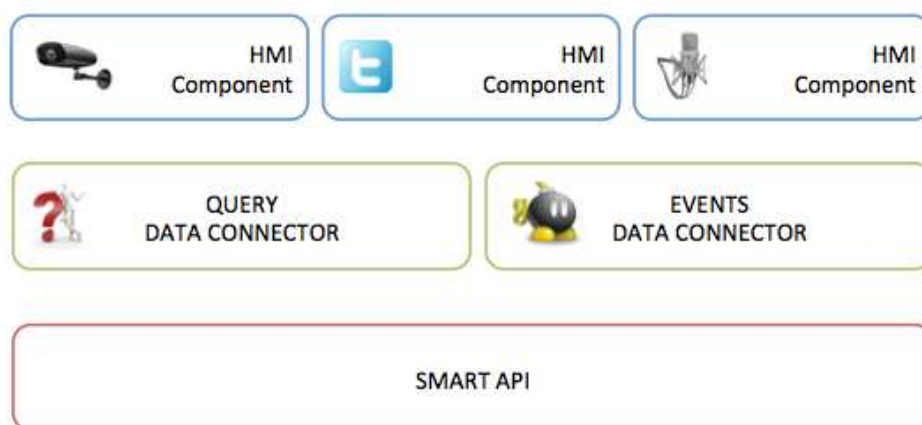 HMI
Component
HMI
Component
HMI
Component
QUERY
DATA CONNECTOR
EVENTS
DATA CONNECTOR
SMART API